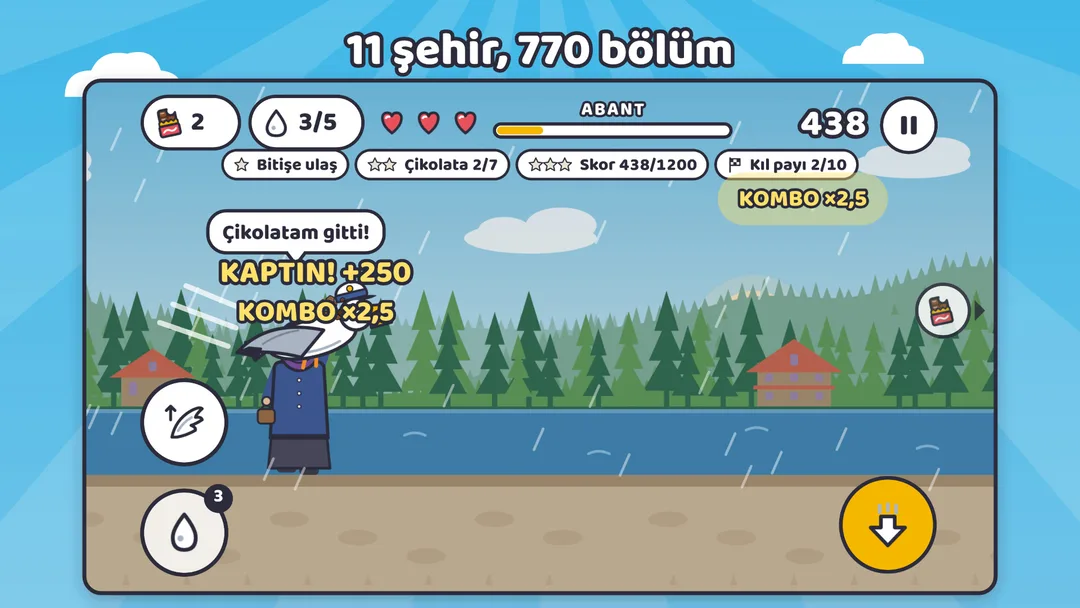 11 şehir, 770 bölüm
2
3/5
ABANT
438
Bitişe ulaş
Çikolata 2/7
Skor 438/1200
Kıl payı 2/10
KOMBO ×2,5
Çikolatam gitti!
KAPTIN! +250
KOMBO ×2,5
3